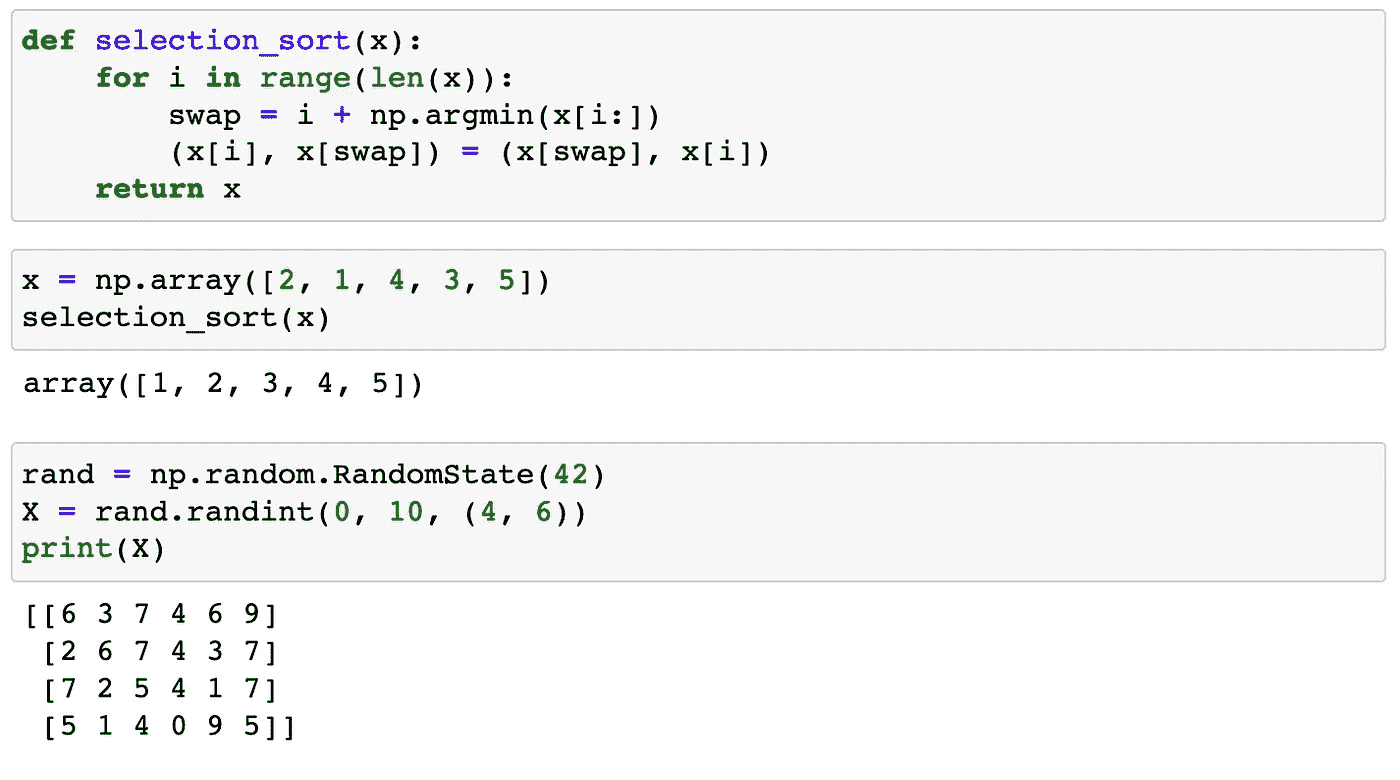 def selection_sort(x):
    for i in range(len(x)):
        swap = i + np.argmin(x[i:])
        (x[i], x[swap]) = (x[swap], x[i])
    return x
x = np.array([2, 1, 4, 3, 5])
selection_sort(x)
array([1, 2, 3, 4, 5])
rand = np.random.RandomState(42)
X = rand.randint(0, 10, (4, 6))
print(X)
[[6 3 7 4 6 9]
 [2 6 7 4 3 7]
 [7 2 5 4 1 7]
 [5 1 4 0 9 5]]